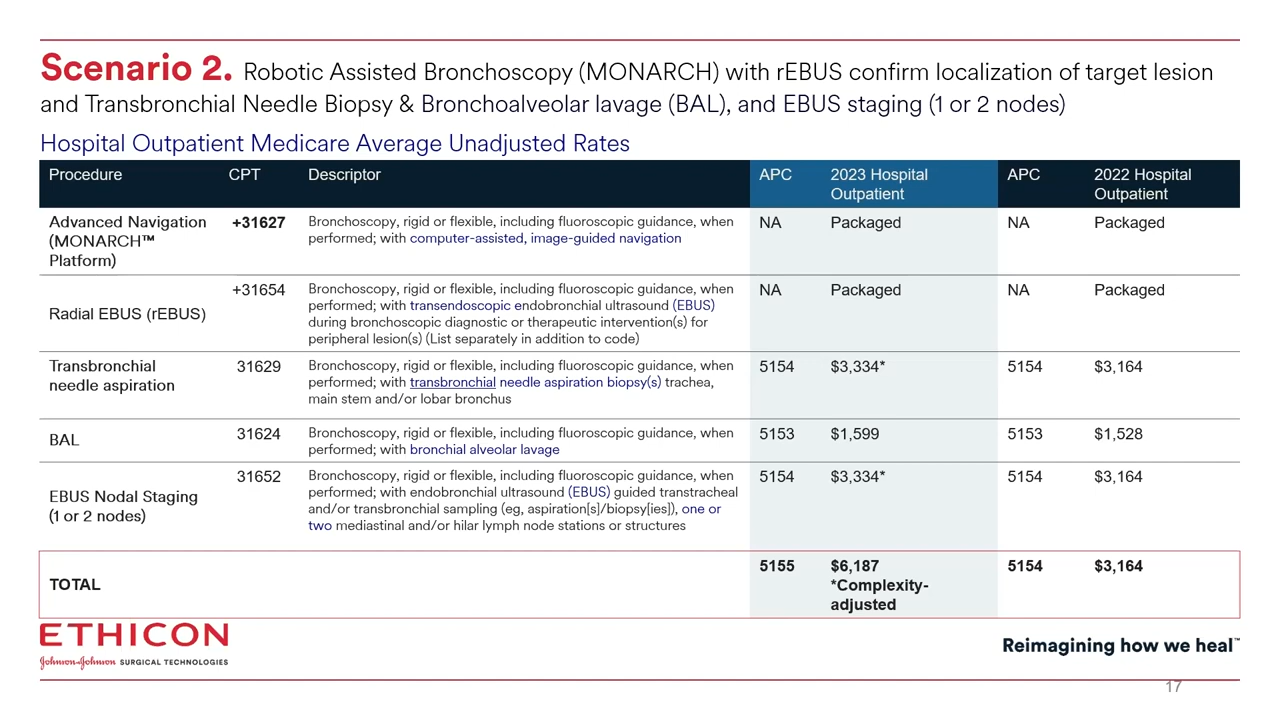 Scenario 2. Robotic Assisted Bronchoscopy (MONARCH) with rEBUS confirm localization of target lesion
and Transbronchial Needle Biopsy & Bronchoalveolar lavage (BAL), and EBUS staging (1 or 2 nodes)
Hospital Outpatient Medicare Average Unadjusted Rates
Procedure CPT Descriptor APC 2023 Hospital APC 2022 Hospital
Outpatient Outpatient
Advanced Navigation +31627 Bronchoscopy, rigid or flexible, including fluoroscopic guidance, when NA Packaged NA Packaged
(MONARCH™ performed; with computer-assisted, image-guided navigation
Platform)
+31654 Bronchoscopy, rigid or flexible, including fluoroscopic guidance, when NA Packaged NA Packaged
performed; with transendoscopic endobronchial ultrasound (EBUS)
Radial EBUS (rEBUS) during bronchoscopic diagnostic or therapeutic intervention(s) for
peripheral lesion(s) (List separately in addition to code)
Transbronchial 31629 Bronchoscopy, rigid or flexible, including fluoroscopic guidance, when 5154 $3,334* 5154 $3,164
needle aspiration performed; with transbronchial needle aspiration biopsy(s) trachea,
main stem and/or lobar bronchus
BAL 31624 Bronchoscopy, rigid or flexible, including fluoroscopic guidance, when 5153 $1,599 5153 $1,528
performed; with bronchial alveolar lavage
31652 Bronchoscopy, rigid or flexible, including fluoroscopic guidance, when 5154 $3,334* 5154 $3,164
EBUS Nodal Staging performed; with endobronchial ultrasound (EBUS) guided transtracheal
(1 or 2 nodes) and/or transbronchial sampling (eg, aspiration[s]/biopsy[ies]), one or
two mediastinal and/or hilar lymph node stations or structures
TOTAL 5155 $6,187 5154 $3,164
*Complexity-
adjusted
ETHICON
Johnson & Johnson SURGICAL TECHNOLOGIES
Reimagining how we heal™
17